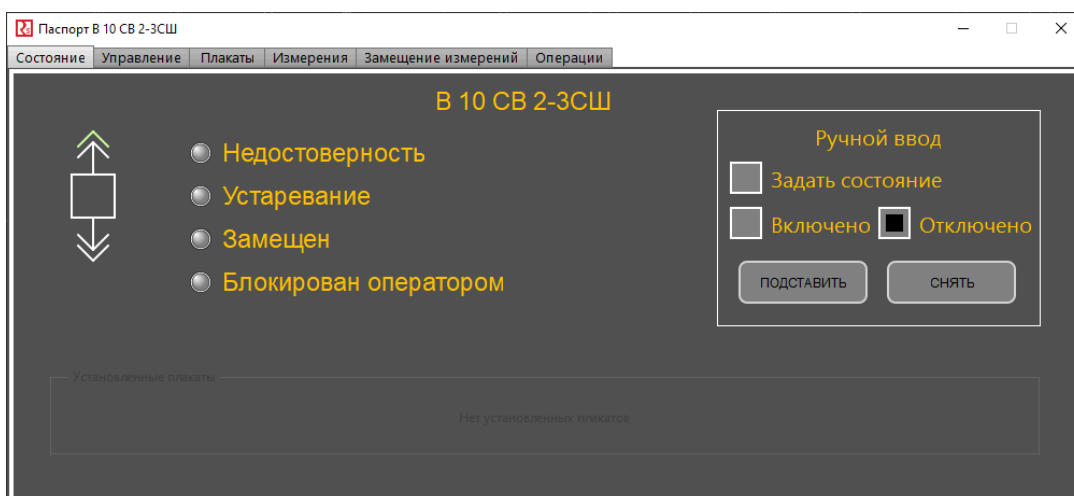 Паспорт В 10 СВ 2-3СШ
Состояние Управление Плакаты Измерения Замещение измерений Операции
В 10 СВ 2-3СШ
Недостоверность
Устаревание
Замещен
Блокирован оператором
Ручной ввод
Задать состояние
Включено Отключено
ПОДСТАВИТЬ СНЯТЬ
Установленные плакаты
Нет установленных плакатов